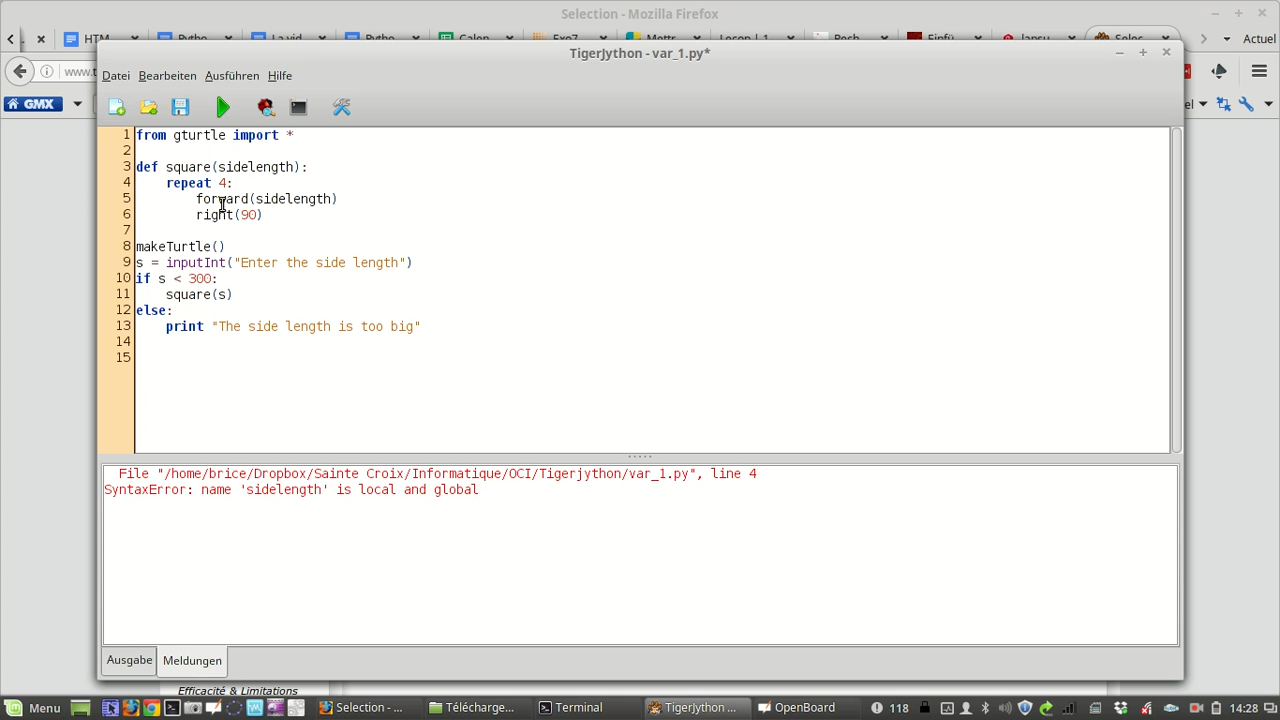 Selection - Mozilla Firefox
HTM Pytho La vid Pytho Calen Exo7 Mettr Leçon | 1 Rech Einfü lapsu Selec Actuel
www.t
GMX
TigerJython - var_1.py*
Datei Bearbeiten Ausführen Hilfe
1 from gturtle import *
2
3 def square(sidelength):
4 repeat 4:
5 forward(sidelength)
6 right(90)
7
8 makeTurtle()
9 s = inputInt("Enter the side length")
10 if s < 300:
11 square(s)
12 else:
13 print "The side length is too big"
14
15
File "/home/brice/Dropbox/Sainte Croix/Informatique/OCI/Tigerjython/var_1.py", line 4
SyntaxError: name 'sidelength' is local and global
Ausgabe Meldungen
Efficacité & Limitations
Menu Selection - ... Télécharge... Terminal TigerJython ... OpenBoard 118 14:28